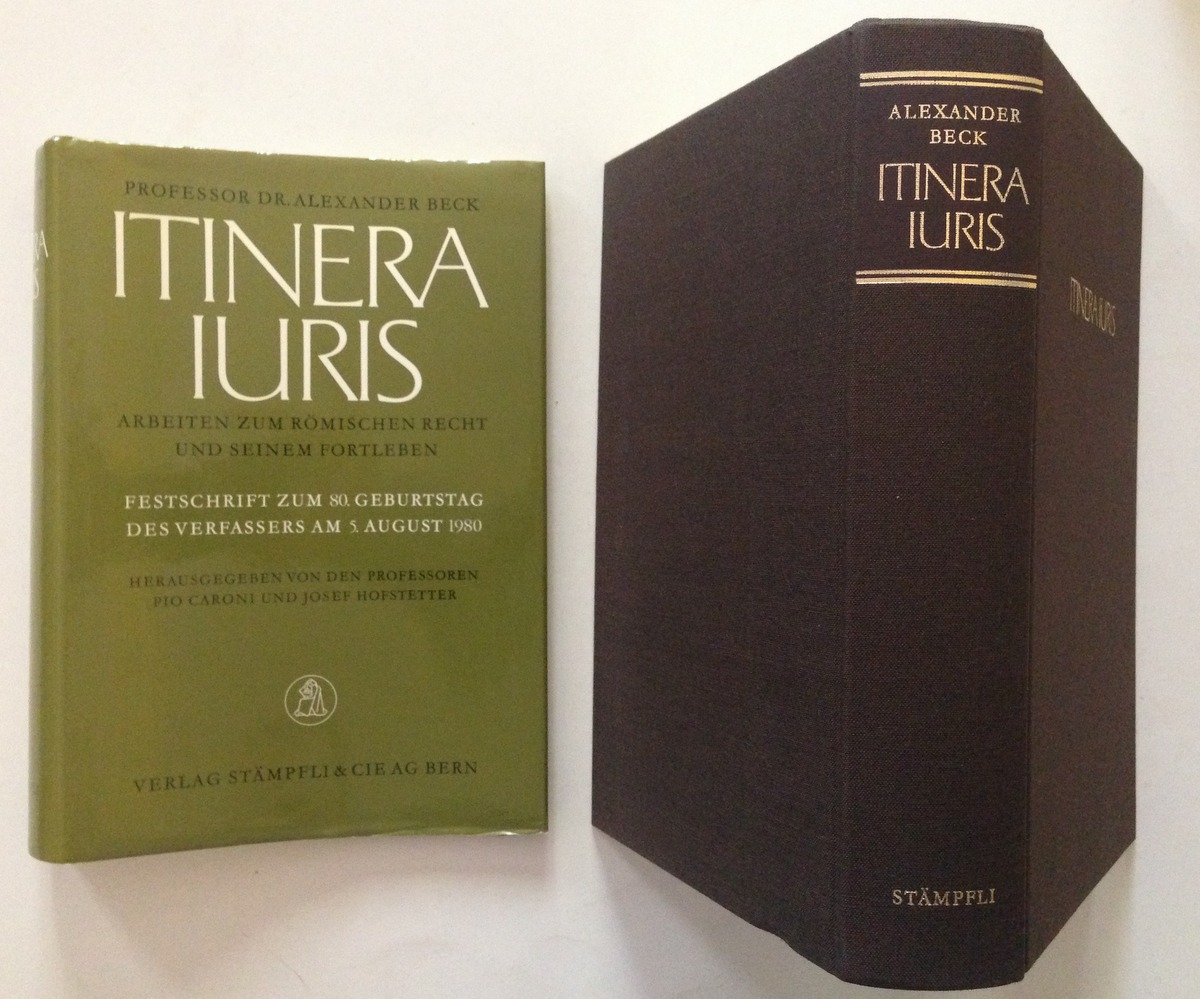 PROFESSOR DR. ALEXANDER BECK
ITINERA
IURIS
ARBEITEN ZUM RÖMISCHEN RECHT
UND SEINEM FORTLEBEN
FESTSCHRIFT ZUM 80. GEBURTSTAG
DES VERFASSERS AM 5. AUGUST 1980
HERAUSGEGEBEN VON DEN PROFESSOREN
PIO CARONI UND JOSEF HOFSTETTER
VERLAG STÄMPFLI & CIE AG BERN
ALEXANDER
BECK
ITINERA
IURIS
STÄMPFLI
ITINERA IURIS